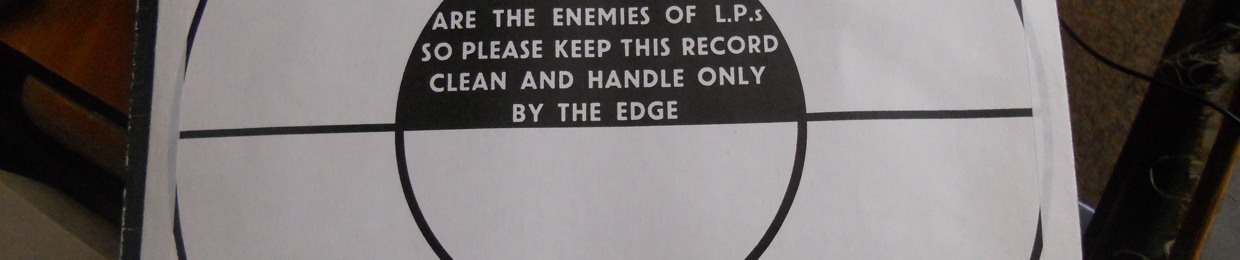 ARE THE ENEMIES OF L.P.s
SO PLEASE KEEP THIS RECORD
CLEAN AND HANDLE ONLY
BY THE EDGE